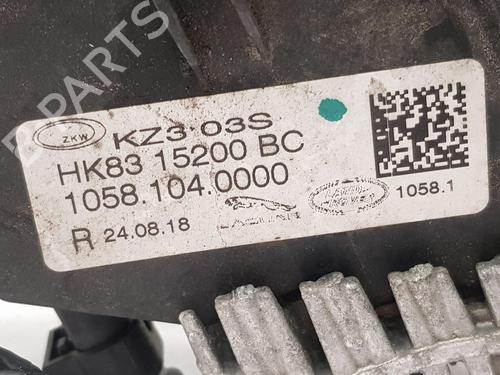 B PARTS
ZKW KZ3·03S
HK83 15200 BC
1058.104.0000
R 24.08.18 JAGUAR LAND ROVER 1058.1